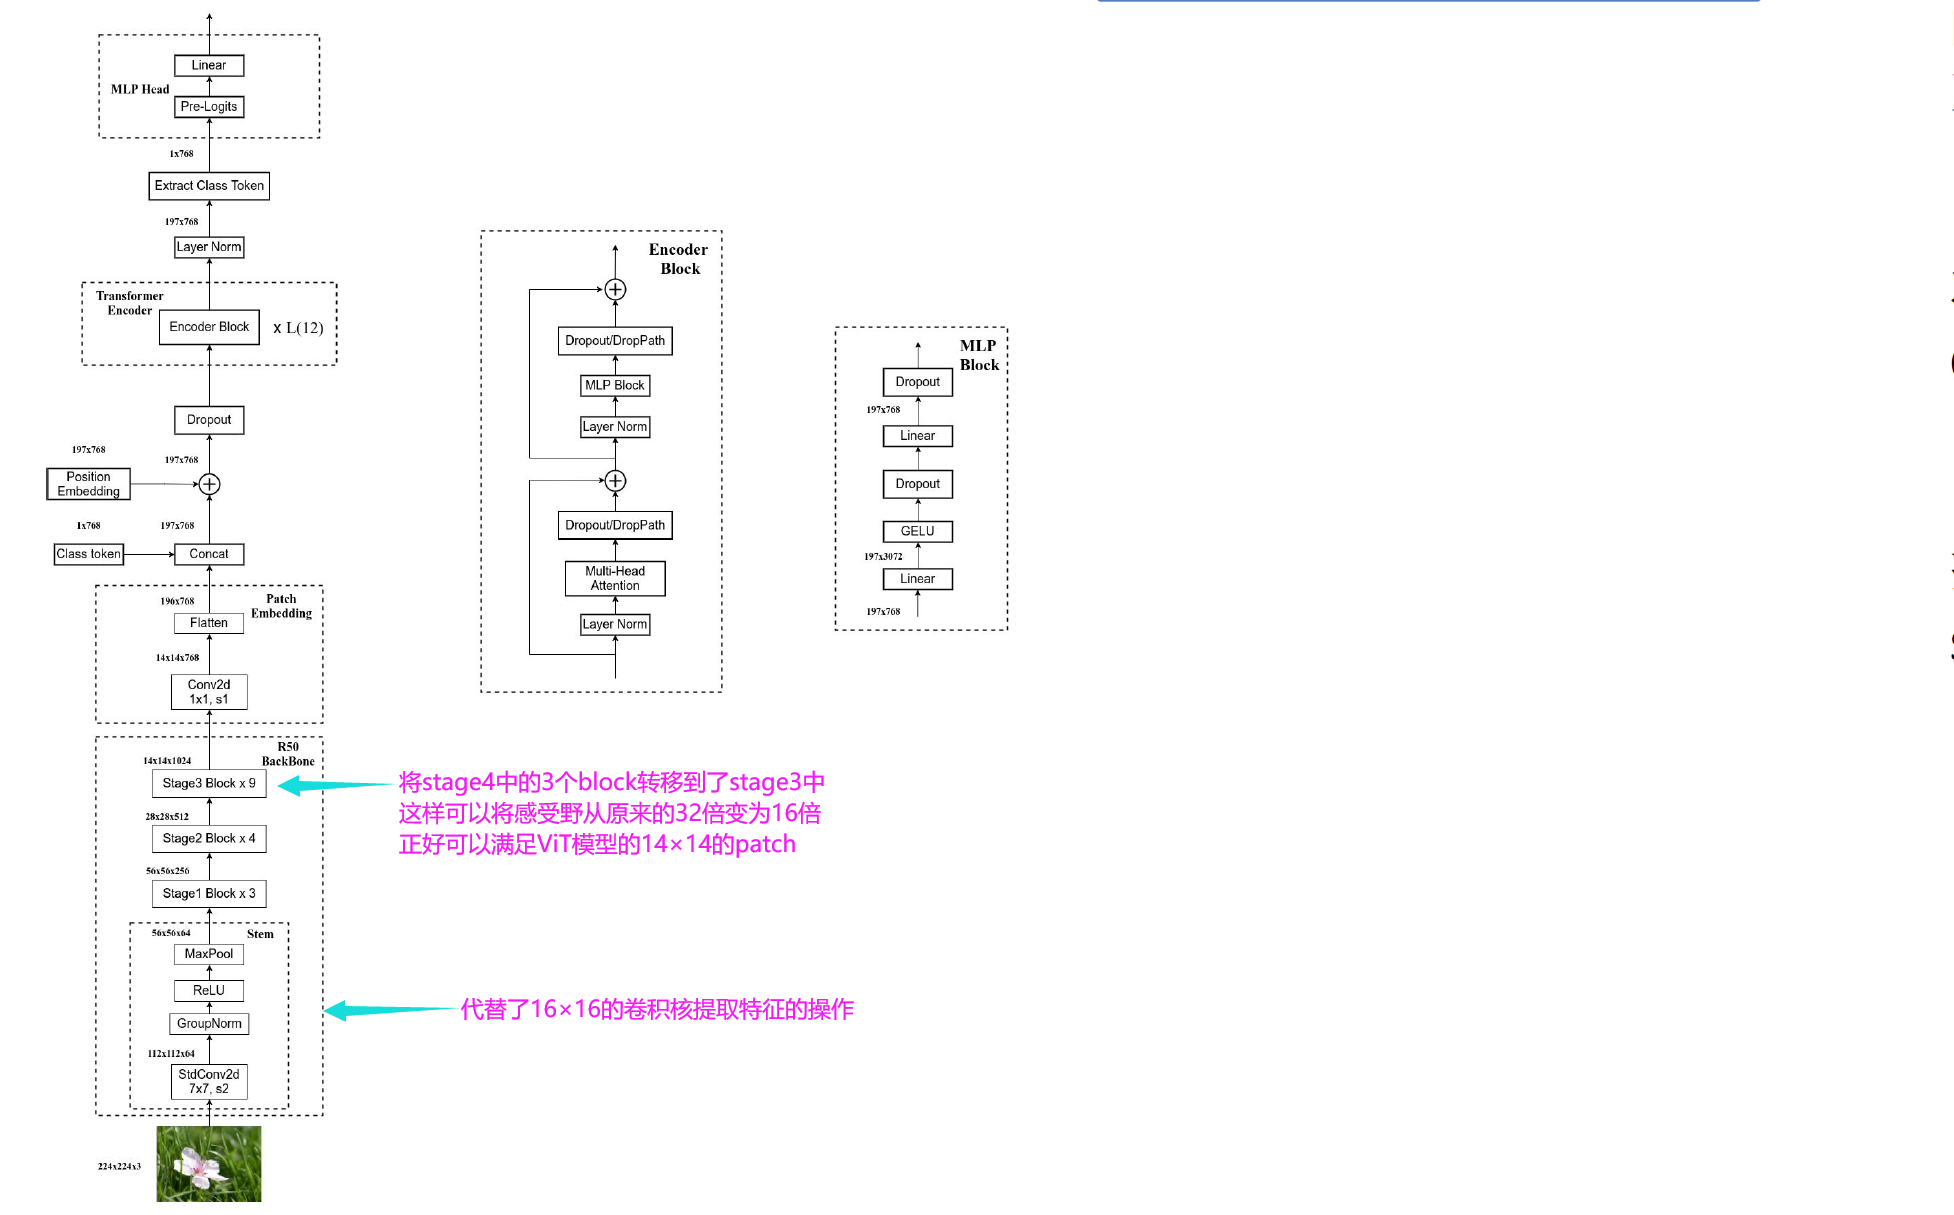 Linear
MLP Head
Pre-Logits
1x768
Extract Class Token
197x768
Layer Norm
Transformer
Encoder
Encoder Block
x L(12)
Dropout
197x768
197x768
Position
Embedding
1x768
197x768
Class token
Concat
196x768
Patch
Embedding
Flatten
14x14x768
Conv2d
1x1, s1
R50
BackBone
14x14x1024
Stage3 Block x 9
28x28x512
Stage2 Block x 4
56x56x256
Stage1 Block x 3
56x56x64
Stem
MaxPool
ReLU
GroupNorm
112x112x64
StdConv2d
7x7, s2
224x224x3
Encoder
Block
Dropout/DropPath
MLP Block
Layer Norm
Dropout/DropPath
Multi-Head
Attention
Layer Norm
MLP
Block
Dropout
197x768
Linear
Dropout
GELU
197x3072
Linear
197x768
将stage4中的3个block转移到了stage3中
这样可以将感受野从原来的32倍变为16倍
正好可以满足ViT模型的14×14的patch
代替了16×16的卷积核提取特征的操作